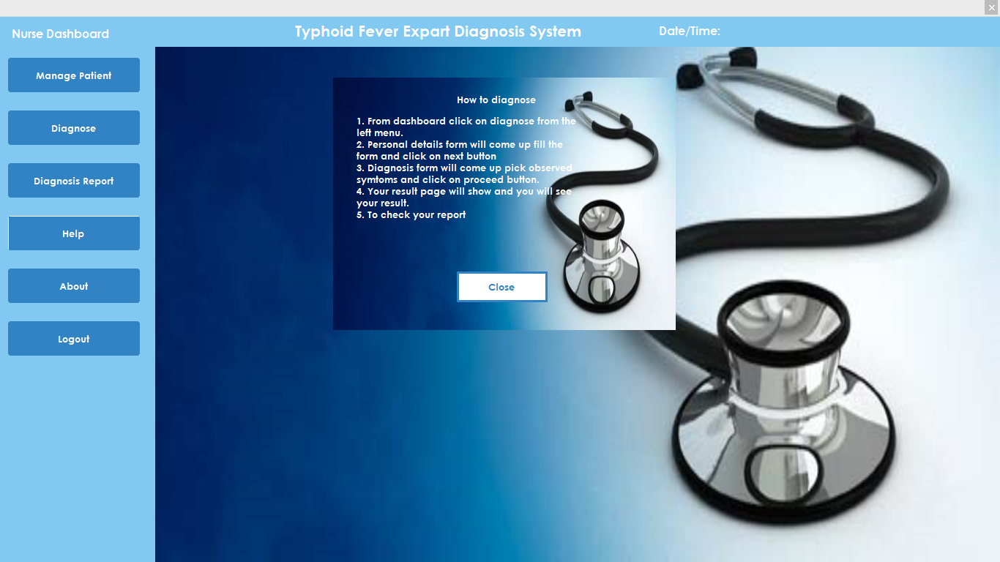 Nurse Dashboard
Typhoid Fever Expart Diagnosis System
Date/Time:
Manage Patient
Diagnose
Diagnosis Report
Help
About
Logout
How to diagnose
1. From dashboard click on diagnose from the
left menu.
2. Personal details form will come up fill the
form and click on next button
3. Diagnosis form will come up pick observed
symtoms and click on proceed button.
4. Your result page will show and you will see
your result.
5. To check your report
Close